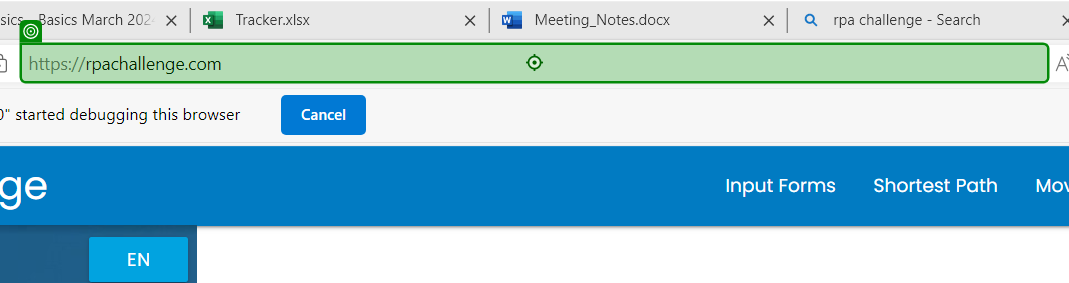 sics - Basics March 202
Tracker.xlsx
Meeting_Notes.docx
rpa challenge - Search
https://rpachallenge.com
0" started debugging this browser
Cancel
ge
Input Forms
Shortest Path
Mov
EN